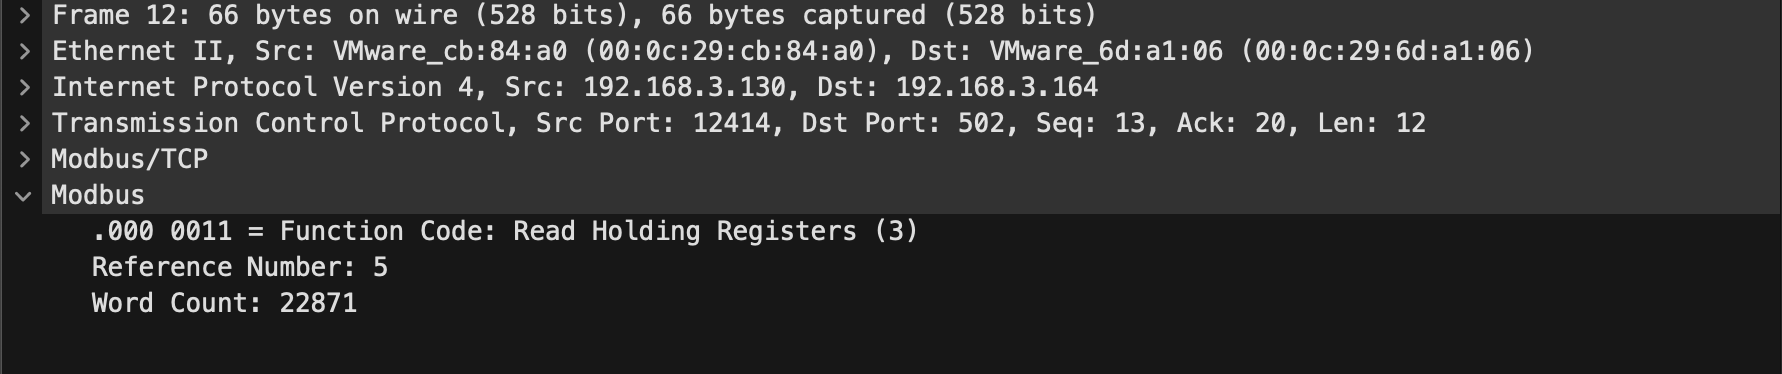 Frame 12: 66 bytes on wire (528 bits), 66 bytes captured (528 bits)
Ethernet II, Src: VMware_cb:84:a0 (00:0c:29:cb:84:a0), Dst: VMware_6d:a1:06 (00:0c:29:6d:a1:06)
Internet Protocol Version 4, Src: 192.168.3.130, Dst: 192.168.3.164
Transmission Control Protocol, Src Port: 12414, Dst Port: 502, Seq: 13, Ack: 20, Len: 12
Modbus/TCP
Modbus
.000 0011 = Function Code: Read Holding Registers (3)
Reference Number: 5
Word Count: 22871